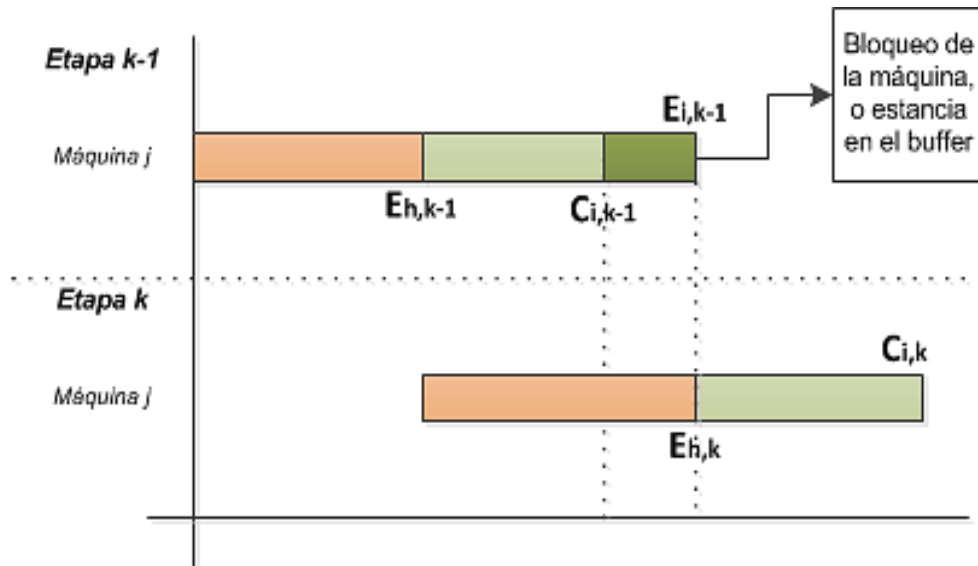 Etapa k-1
Bloqueo de
la máquina,
o estancia
en el buffer
Ei,k-1
Máquina j
Eh,k-1
Ci,k-1
Etapa k
Ci,k
Máquina j
Eh,k